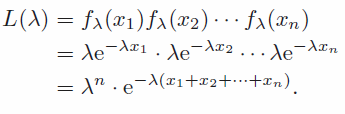 L(λ) = f_λ(x_1)f_λ(x_2) ⋯ f_λ(x_n)
= λe^{−λx_1} · λe^{−λx_2} ⋯ λe^{−λx_n}
= λ^n · e^{−λ(x_1+x_2+⋯+x_n)}.